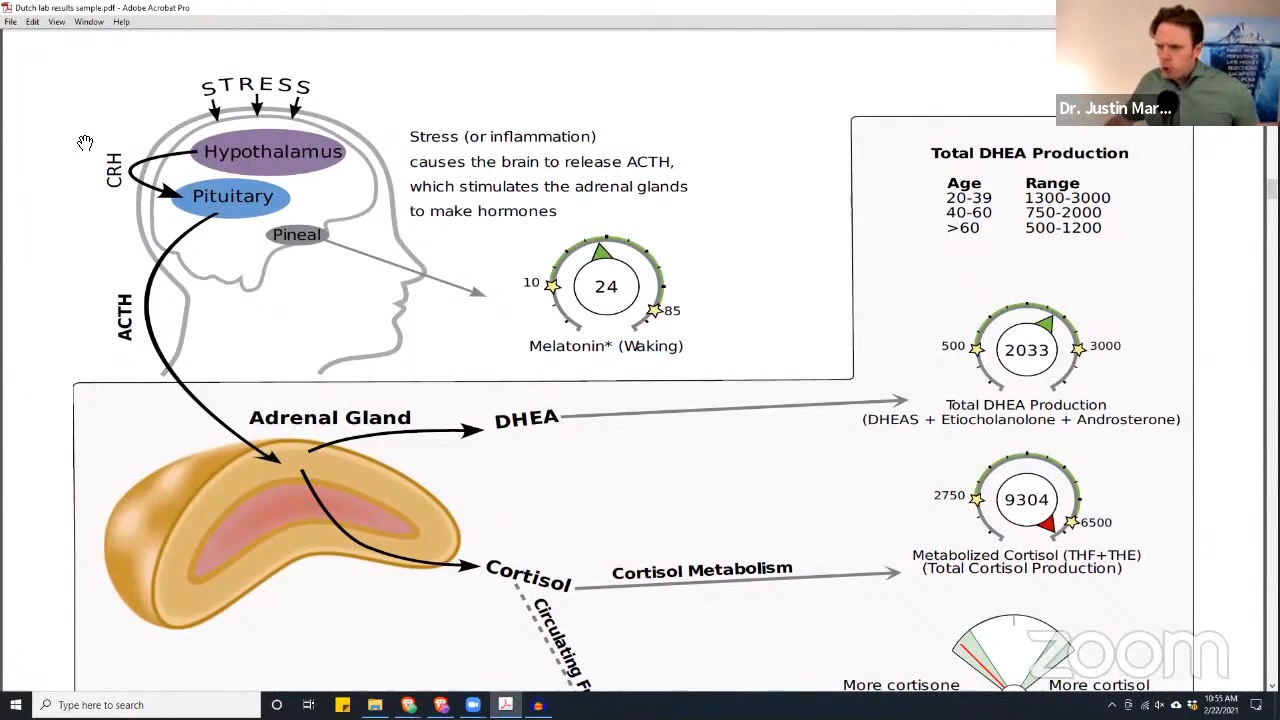 Dutch lab results sample.pdf - Adobe Acrobat Pro
File Edit View Window Help
STRESS
Hypothalamus
CRH
Pituitary
Pineal
ACTH
Stress (or inflammation)
causes the brain to release ACTH,
which stimulates the adrenal glands
to make hormones
10
24
85
Melatonin* (Waking)
Dr. Justin Mar...
Total DHEA Production
Age Range
20-39 1300-3000
40-60 750-2000
>60 500-1200
500
2033
3000
Total DHEA Production
(DHEAS + Etiocholanolone + Androsterone)
Adrenal Gland
DHEA
2750
9304
6500
Metabolized Cortisol (THF+THE)
(Total Cortisol Production)
Cortisol
Cortisol Metabolism
Circulating
More cortisone
More cortisol
zoom
Type here to search
10:55 AM
2/22/2021